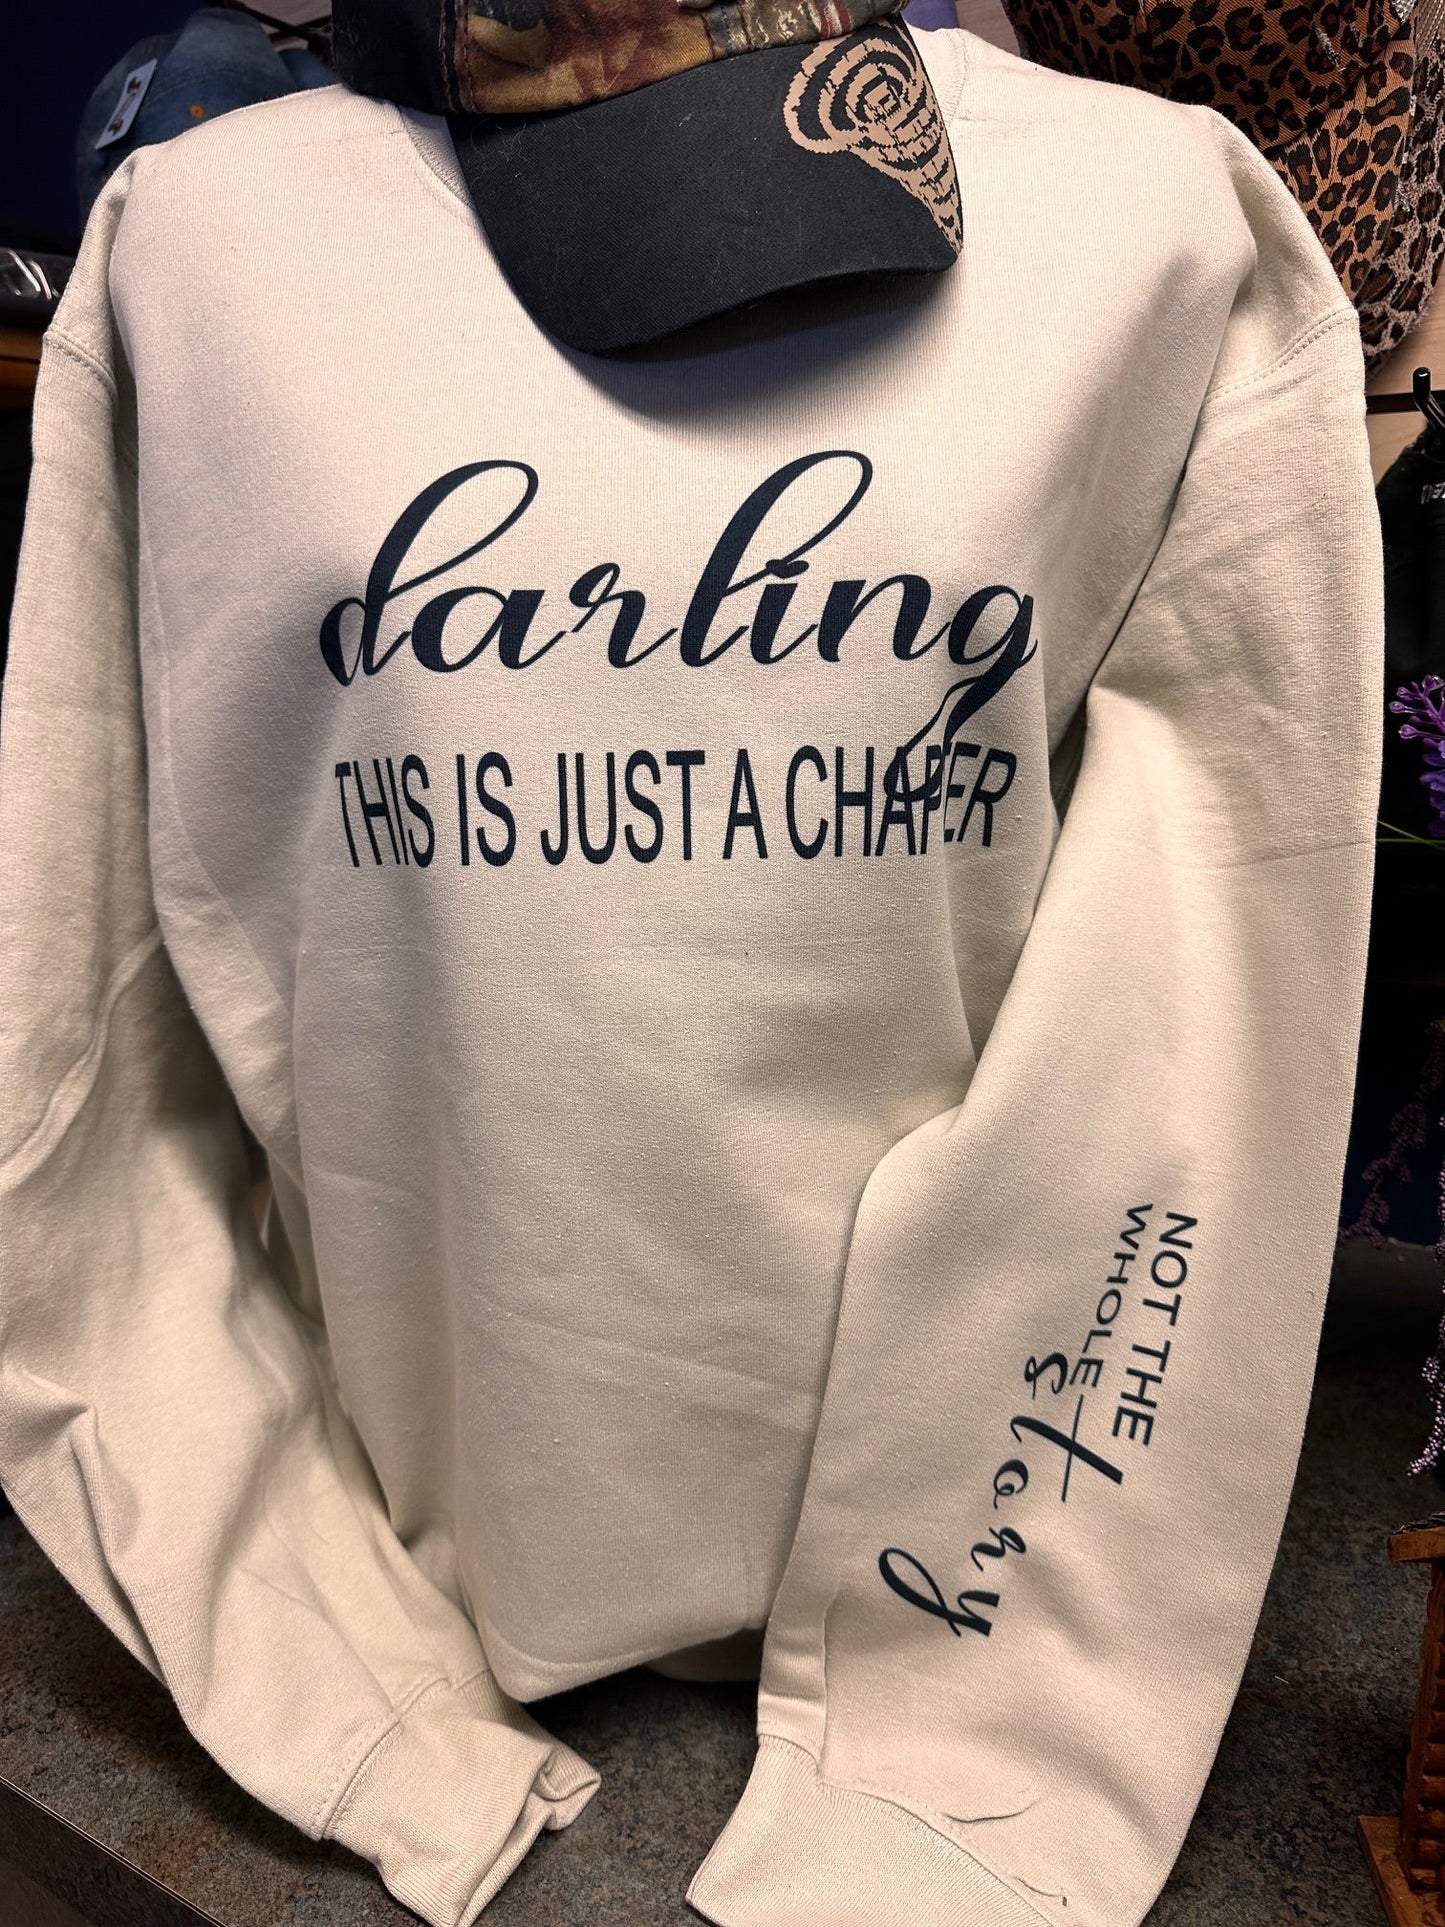 darling
THIS IS JUST A CHAPTER
NOT THE
WHOLE
story